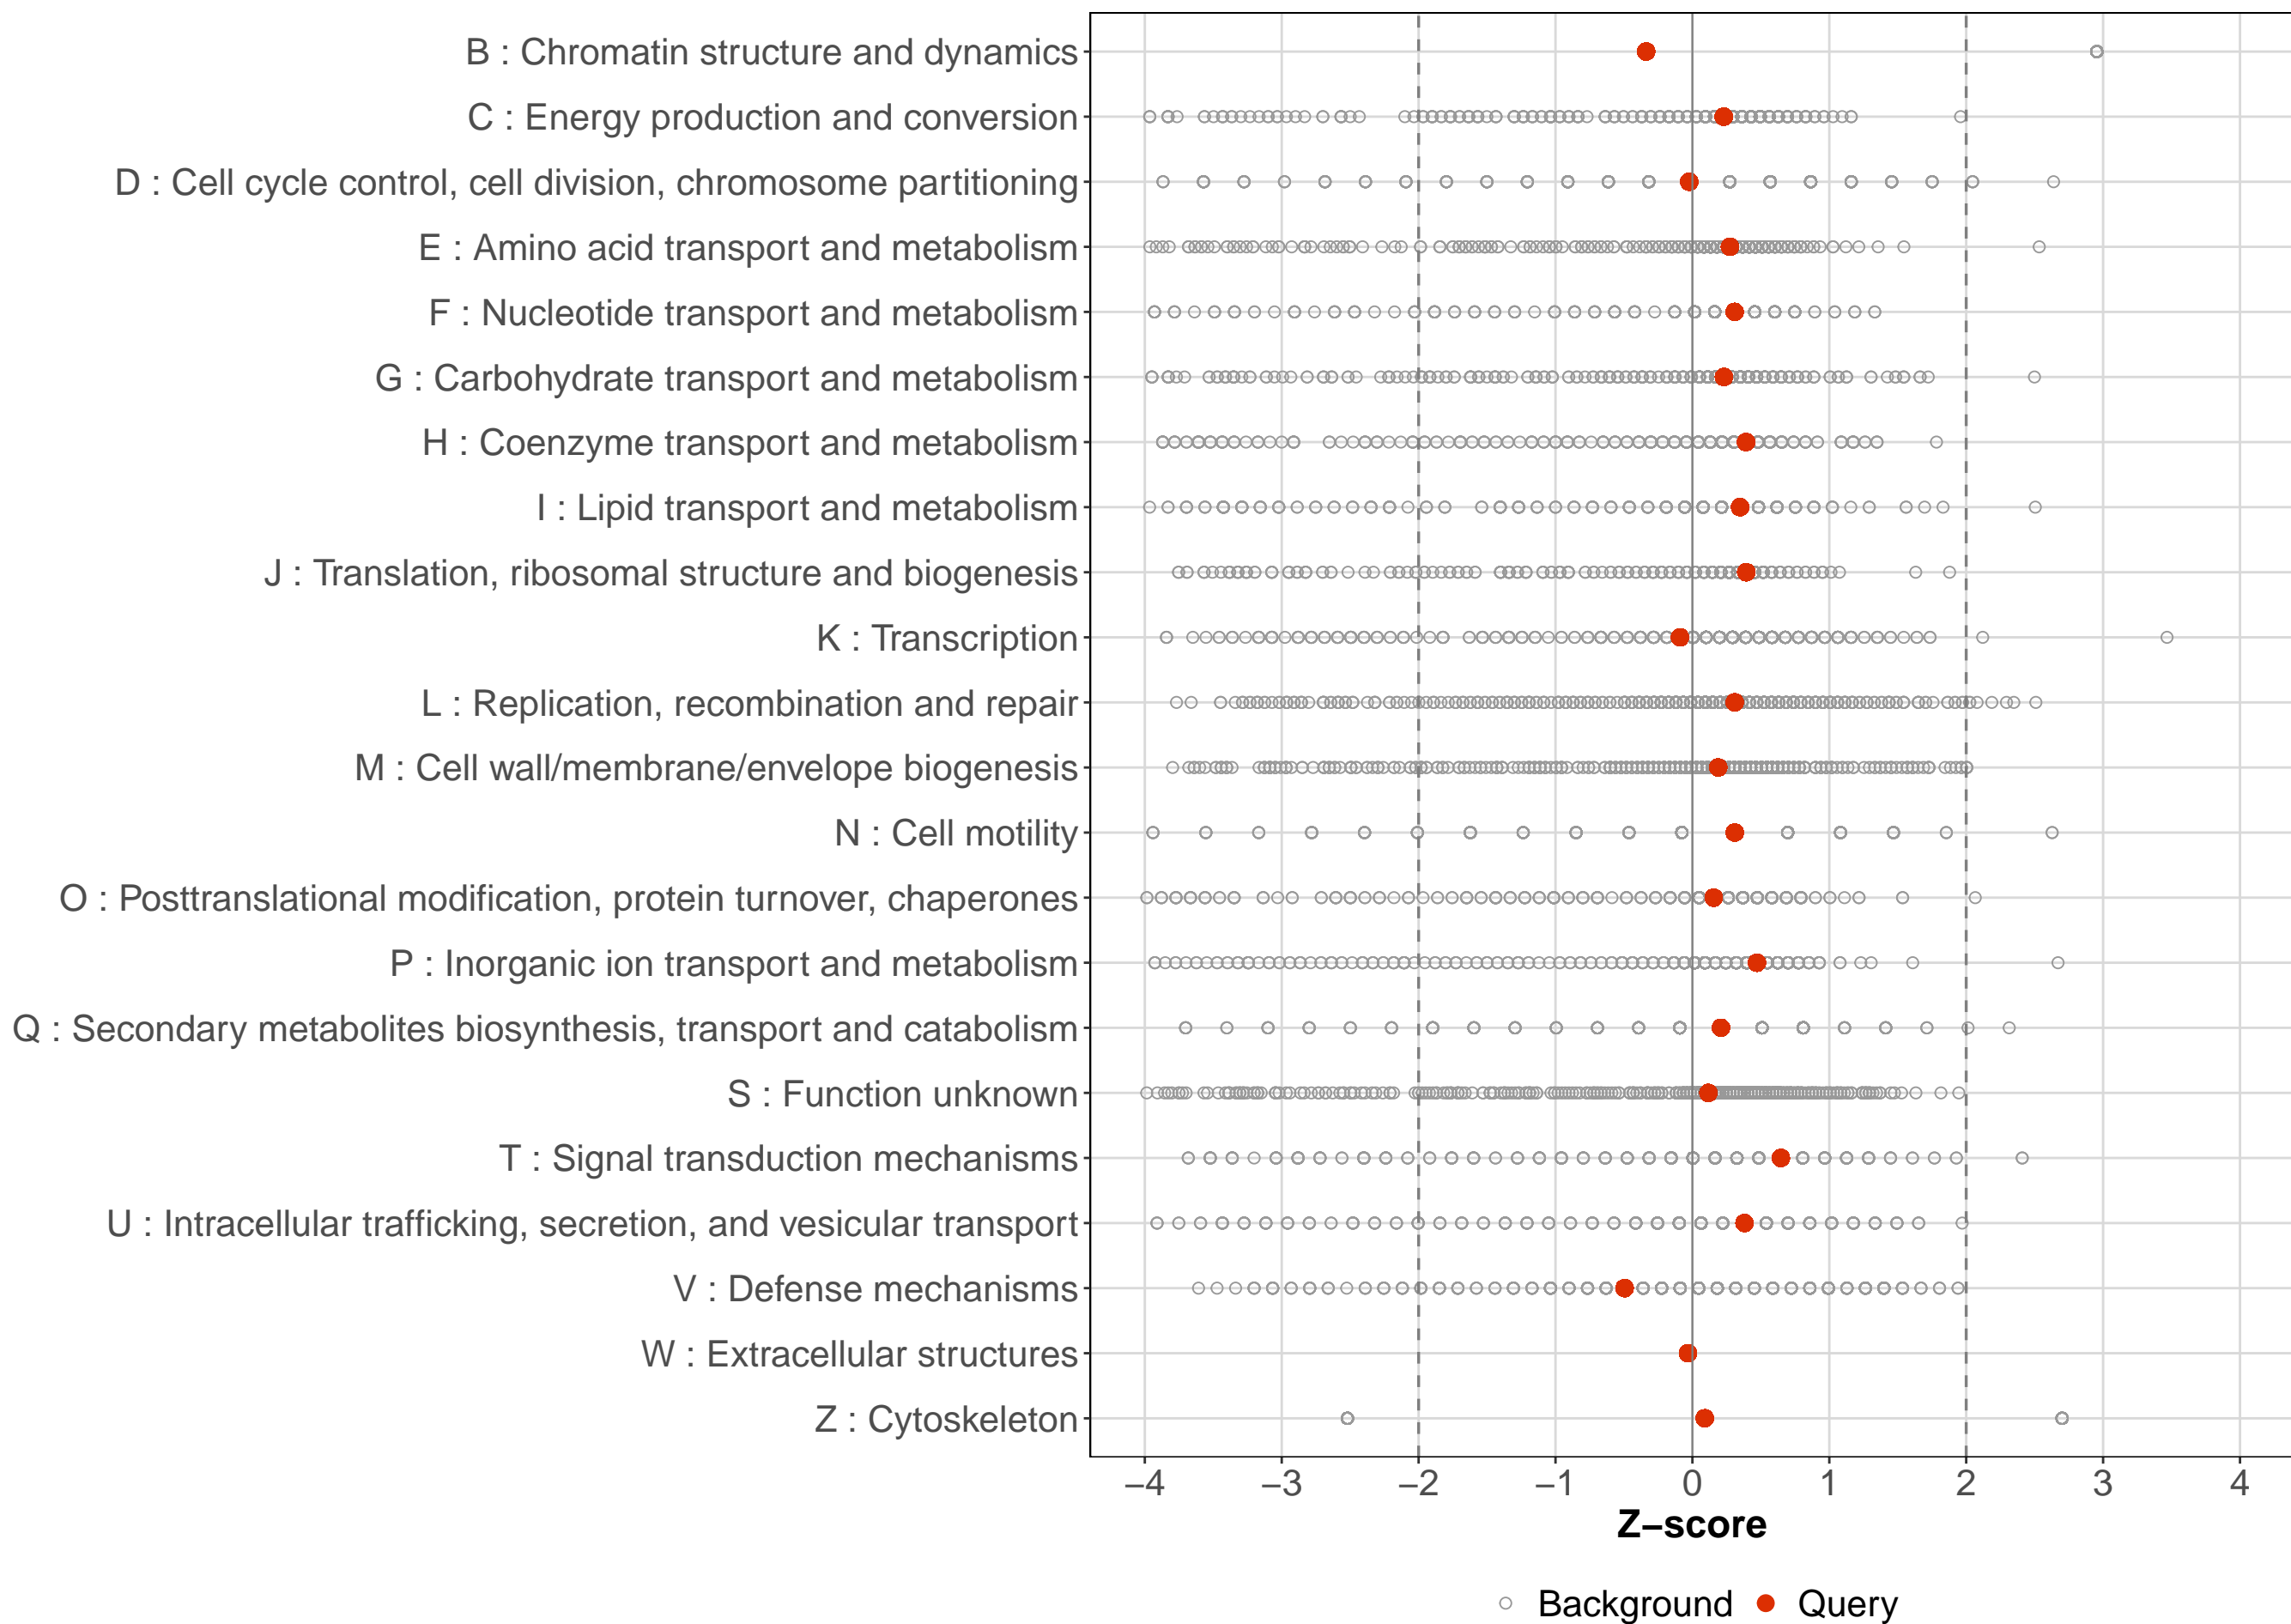 B : Chromatin structure and dynamics
C : Energy production and conversion
D : Cell cycle control, cell division, chromosome partitioning
E : Amino acid transport and metabolism
F : Nucleotide transport and metabolism
G : Carbohydrate transport and metabolism
H : Coenzyme transport and metabolism
I : Lipid transport and metabolism
J : Translation, ribosomal structure and biogenesis
K : Transcription
L : Replication, recombination and repair
M : Cell wall/membrane/envelope biogenesis
N : Cell motility
O : Posttranslational modification, protein turnover, chaperones
P : Inorganic ion transport and metabolism
Q : Secondary metabolites biosynthesis, transport and catabolism
S : Function unknown
T : Signal transduction mechanisms
U : Intracellular trafficking, secretion, and vesicular transport
V : Defense mechanisms
W : Extracellular structures
Z : Cytoskeleton
−4 −3 −2 −1 0 1 2 3 4
Z−score
Background Query